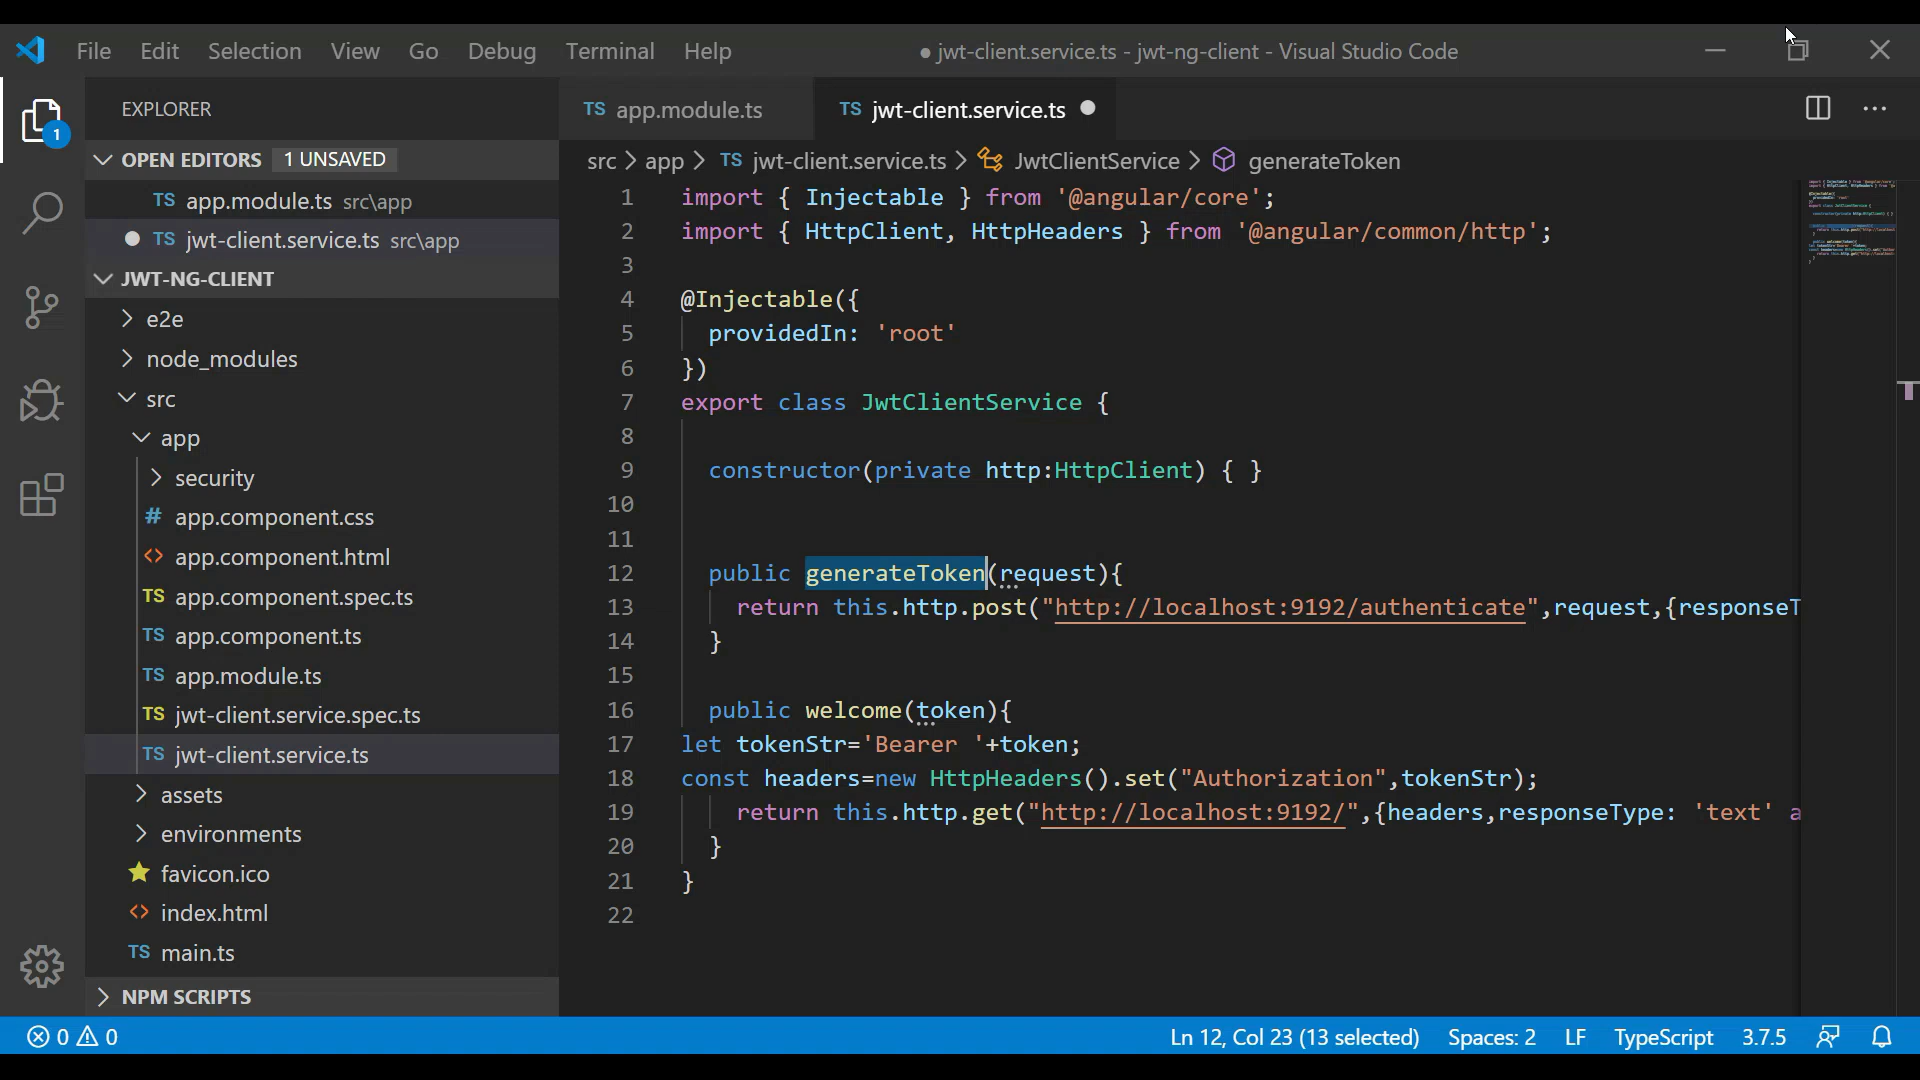 File Edit Selection View Go Debug Terminal Help
● jwt-client.service.ts - jwt-ng-client - Visual Studio Code
EXPLORER
1
OPEN EDITORS 1 UNSAVED
TS app.module.ts src\app
● TS jwt-client.service.ts src\app
JWT-NG-CLIENT
e2e
node_modules
src
app
security
# app.component.css
<> app.component.html
TS app.component.spec.ts
TS app.component.ts
TS app.module.ts
TS jwt-client.service.spec.ts
TS jwt-client.service.ts
assets
environments
favicon.ico
<> index.html
TS main.ts
NPM SCRIPTS
TS app.module.ts
TS jwt-client.service.ts ●
src > app > TS jwt-client.service.ts > JwtClientService > generateToken
1 import { Injectable } from '@angular/core';
2 import { HttpClient, HttpHeaders } from '@angular/common/http';
3
4 @Injectable({
5 providedIn: 'root'
6 })
7 export class JwtClientService {
8
9 constructor(private http:HttpClient) { }
10
11
12 public generateToken(request){
13 return this.http.post("http://localhost:9192/authenticate",request,{responseT
14 }
15
16 public welcome(token){
17 let tokenStr='Bearer '+token;
18 const headers=new HttpHeaders().set("Authorization",tokenStr);
19 return this.http.get("http://localhost:9192/",{headers,responseType: 'text' a
20 }
21 }
22
0 0
Ln 12, Col 23 (13 selected) Spaces: 2 LF TypeScript 3.7.5